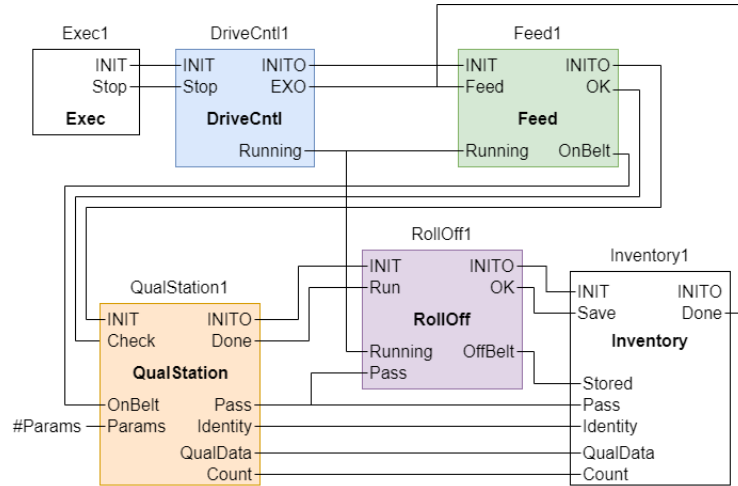 Exec1
INIT
Stop
Exec
DriveCntl1
INIT INITO
Stop EXO
DriveCntl
Running
Feed1
INIT INITO
Feed OK
Feed
Running OnBelt
QualStation1
INIT INITO
Check Done
QualStation
OnBelt Pass
#Params Params Identity
QualData
Count
RollOff1
INIT INITO
Run OK
RollOff
Running OffBelt
Pass
Inventory1
INIT INITO
Save Done
Inventory
Stored
Pass
Identity
QualData
Count